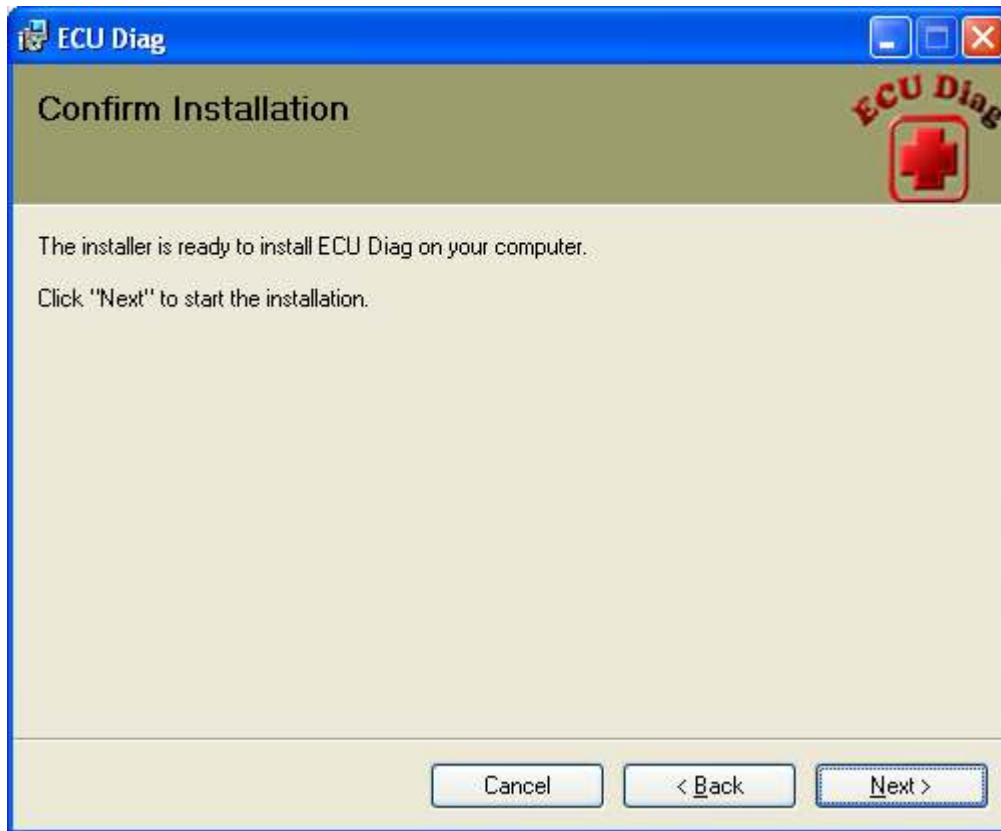 ECU Diag
Confirm Installation
ECU Diag
The installer is ready to install ECU Diag on your computer.
Click "Next" to start the installation.
Cancel
< Back
Next >